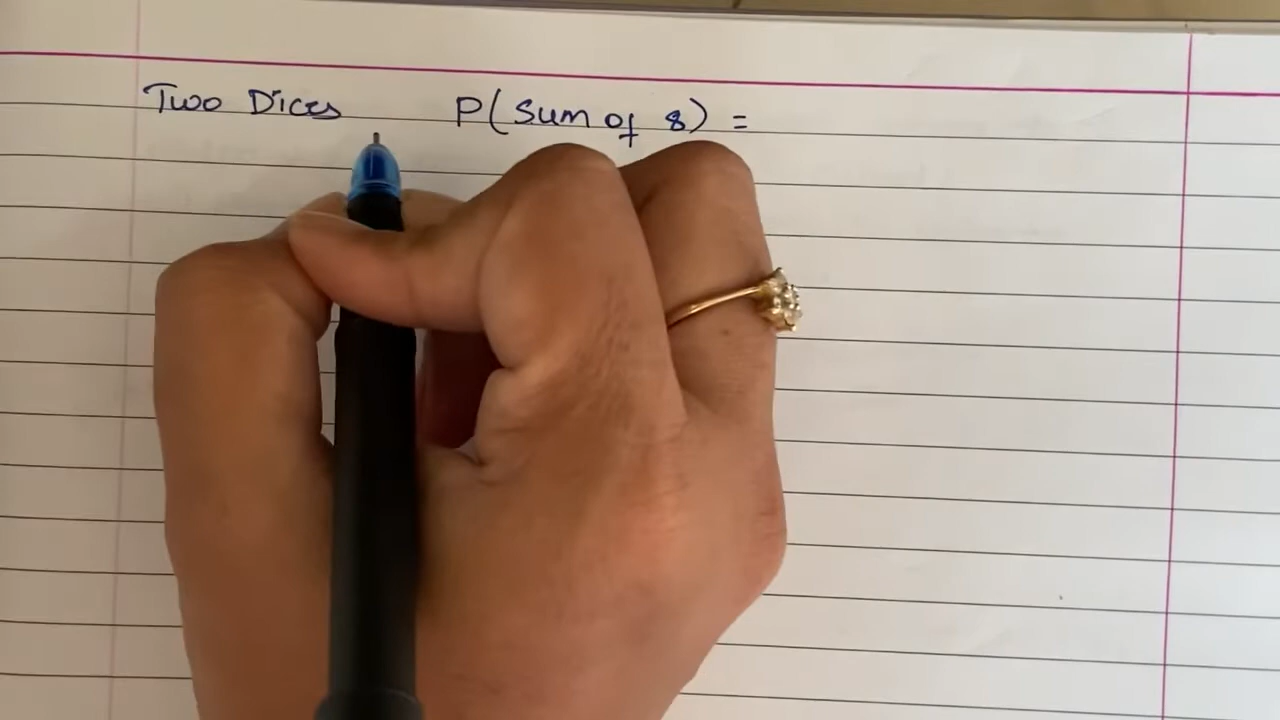 Two Dices P(Sum of 8) =